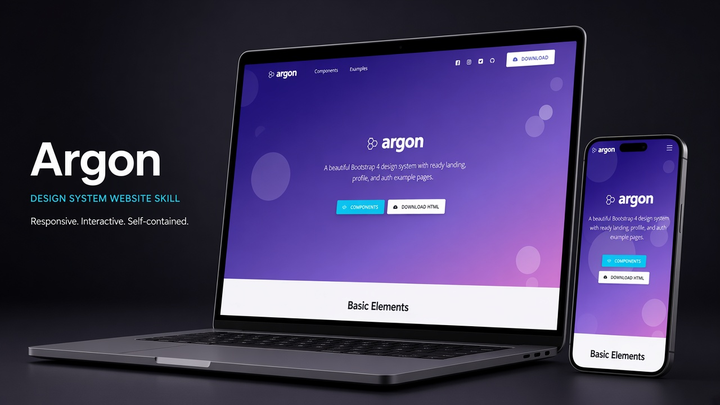 Argon
DESIGN SYSTEM WEBSITE SKILL
Responsive. Interactive. Self-contained.
argon
Components
Examples
DOWNLOAD
argon
A beautiful Bootstrap 4 design system with ready landing,
profile, and auth example pages.
COMPONENTS
DOWNLOAD HTML
Basic Elements
argon
argon
A beautiful Bootstrap 4 design system
with ready landing, profile, and auth
example pages.
COMPONENTS
DOWNLOAD HTML
Basic Elements